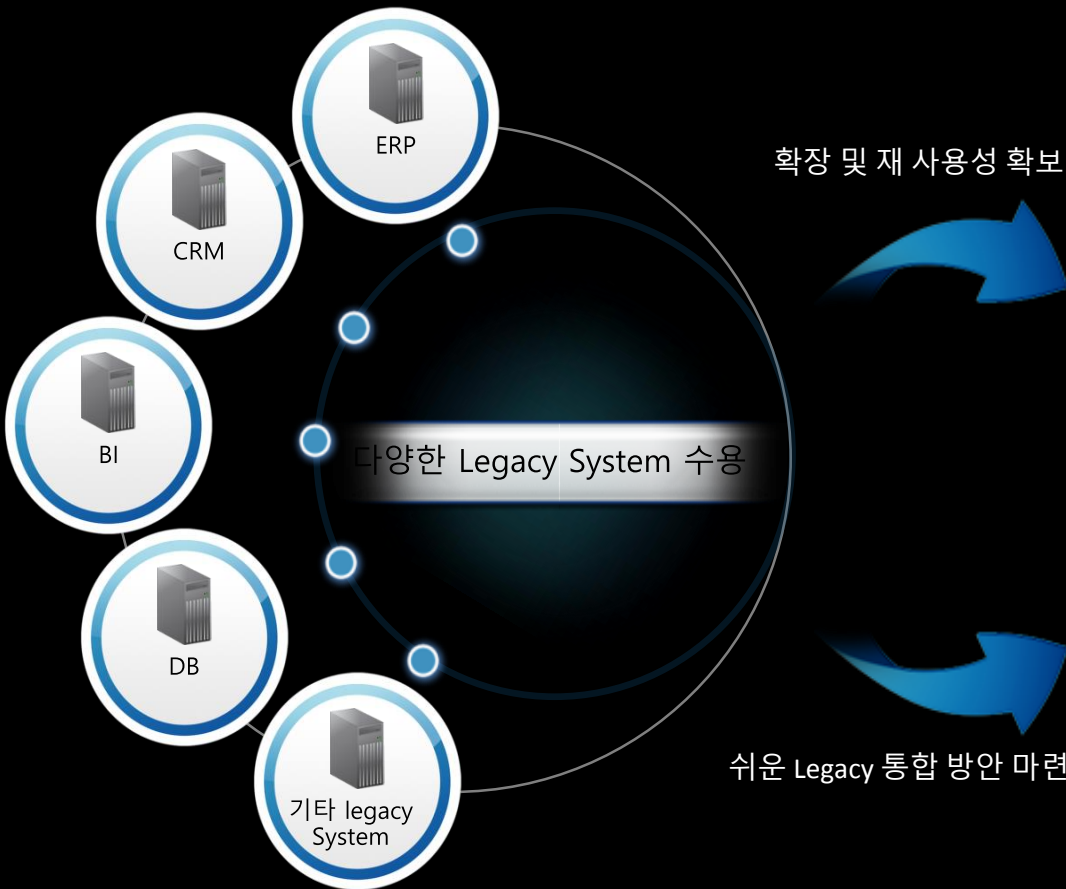 ERP
확장 및 재 사용성 확보
CRM
다양한 Legacy System 수용
BI
DB
쉬운 Legacy 통합 방안 마련
기타 legacy
System